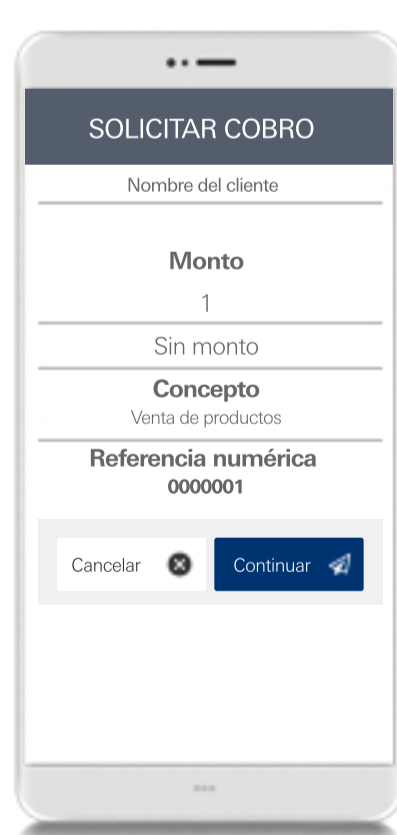 SOLICITAR COBRO
Nombre del cliente
Monto
1
Sin monto
Concepto
Venta de productos
Referencia numérica
0000001
Cancelar
Continuar